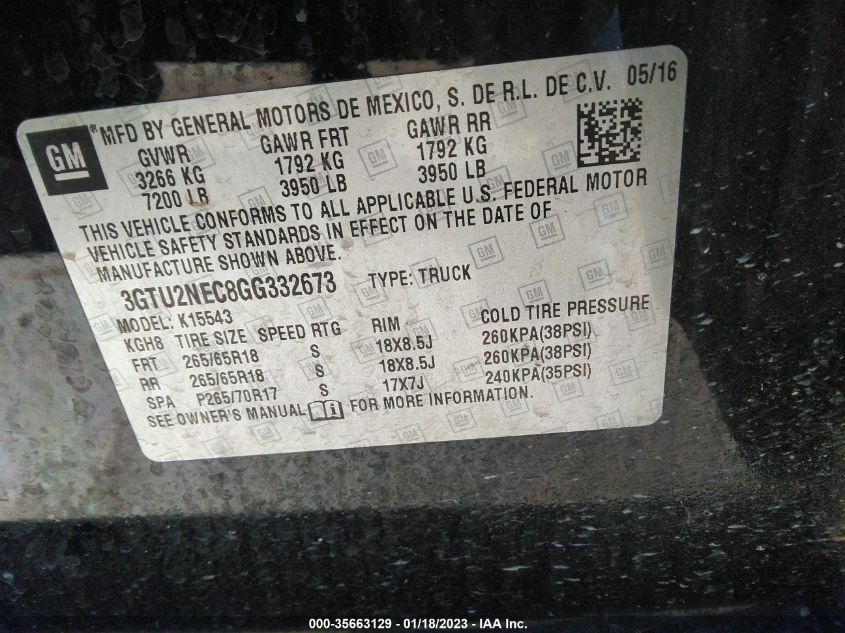 GM ® MFD BY GENERAL MOTORS DE MEXICO, S. DE R.L. DE C.V. 05/16
GVWR GAWR FRT GAWR RR
3266 KG 1792 KG 1792 KG
7200 LB 3950 LB 3950 LB
THIS VEHICLE CONFORMS TO ALL APPLICABLE U.S. FEDERAL MOTOR
VEHICLE SAFETY STANDARDS IN EFFECT ON THE DATE OF
MANUFACTURE SHOWN ABOVE.
3GTU2NEC8GG332673 TYPE: TRUCK
MODEL: K15543
KGH8 TIRE SIZE SPEED RTG RIM COLD TIRE PRESSURE
FRT 265/65R18 S 18X8.5J 260KPA(38PSI)
RR 265/65R18 S 18X8.5J 260KPA(38PSI)
SPA P265/70R17 S 17X7J 240KPA(35PSI)
SEE OWNER'S MANUAL FOR MORE INFORMATION.
000-35663129 - 01/18/2023 - IAA Inc.